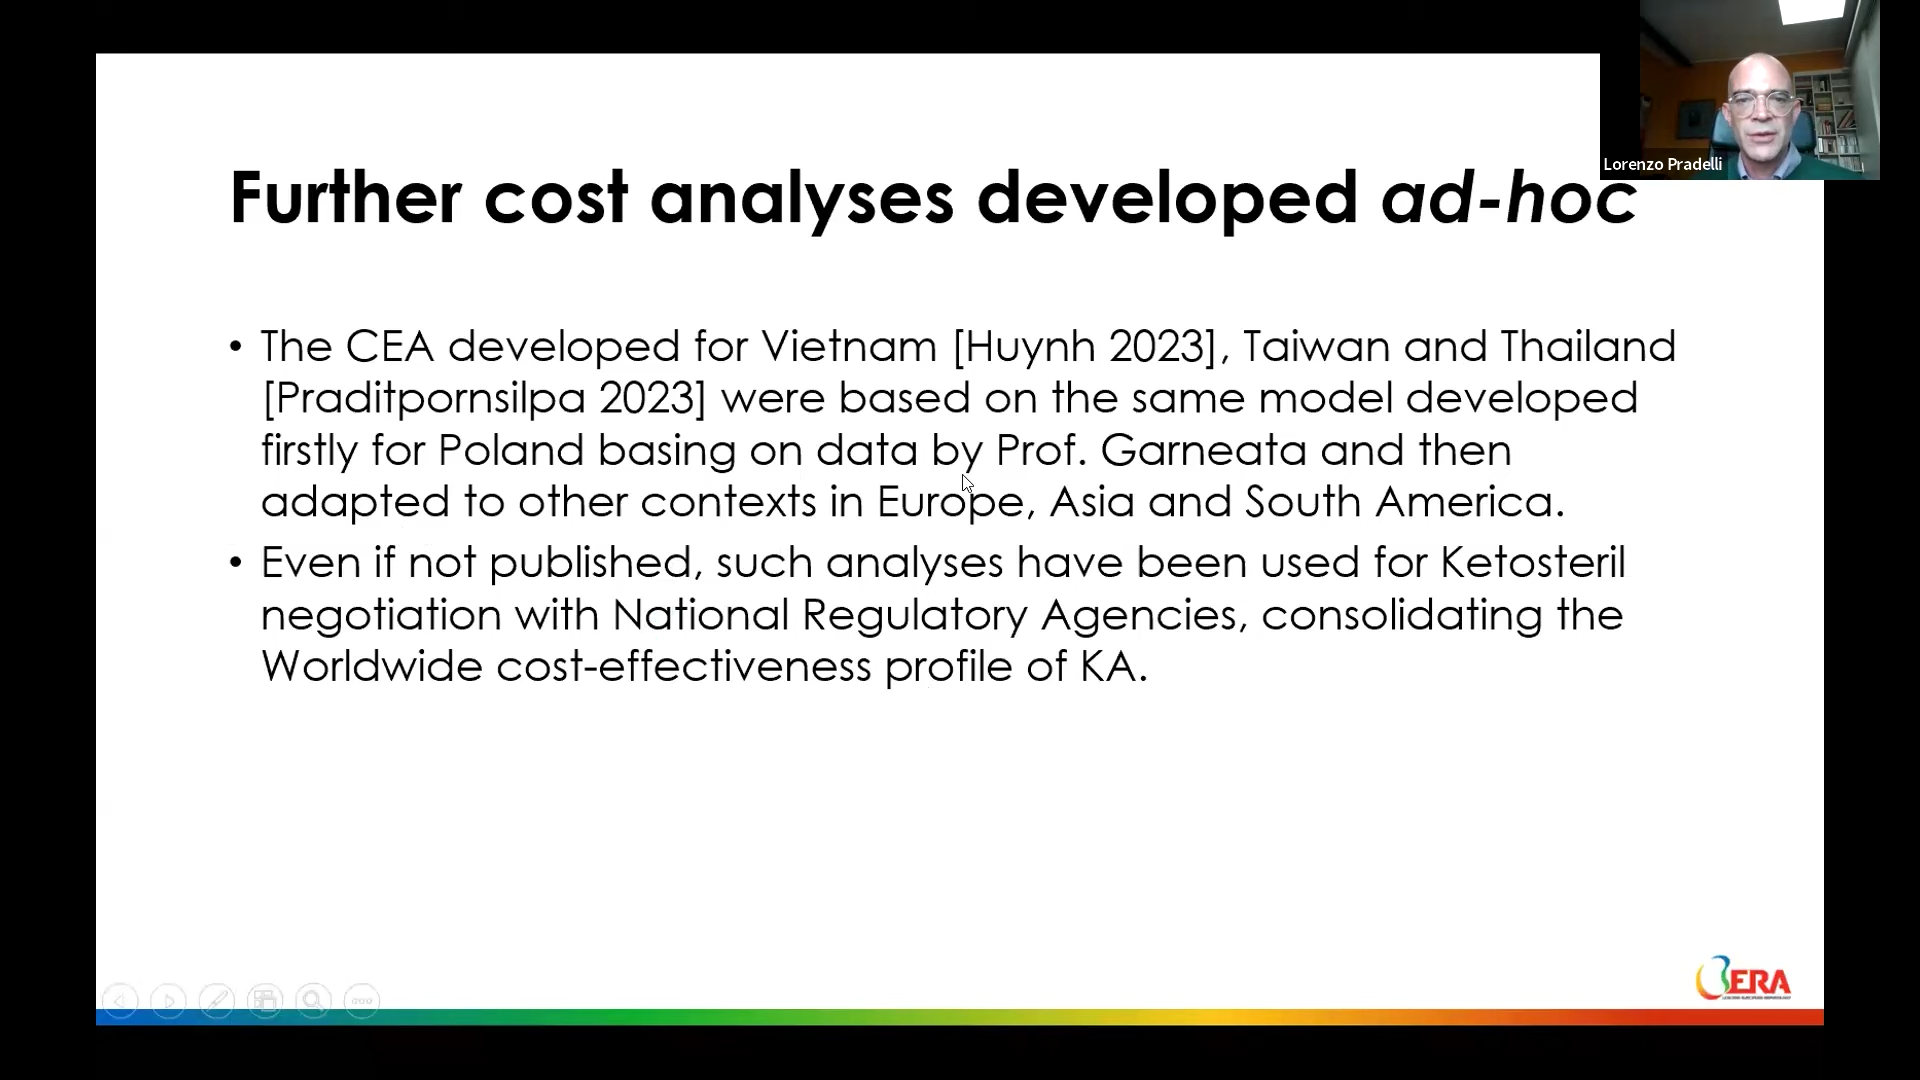 Lorenzo Pradelli
Further cost analyses developed ad-hoc
• The CEA developed for Vietnam [Huynh 2023], Taiwan and Thailand
[Praditpornsilpa 2023] were based on the same model developed
firstly for Poland basing on data by Prof. Garneata and then
adapted to other contexts in Europe, Asia and South America.
• Even if not published, such analyses have been used for Ketosteril
negotiation with National Regulatory Agencies, consolidating the
Worldwide cost-effectiveness profile of KA.
ERA